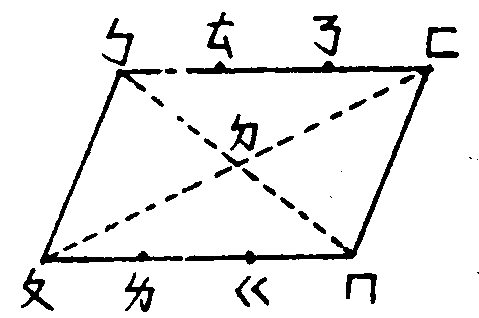 ㄅ ㄊ ㄋ ㄈ
ㄉ
ㄆ ㄌ ㄍ ㄇ